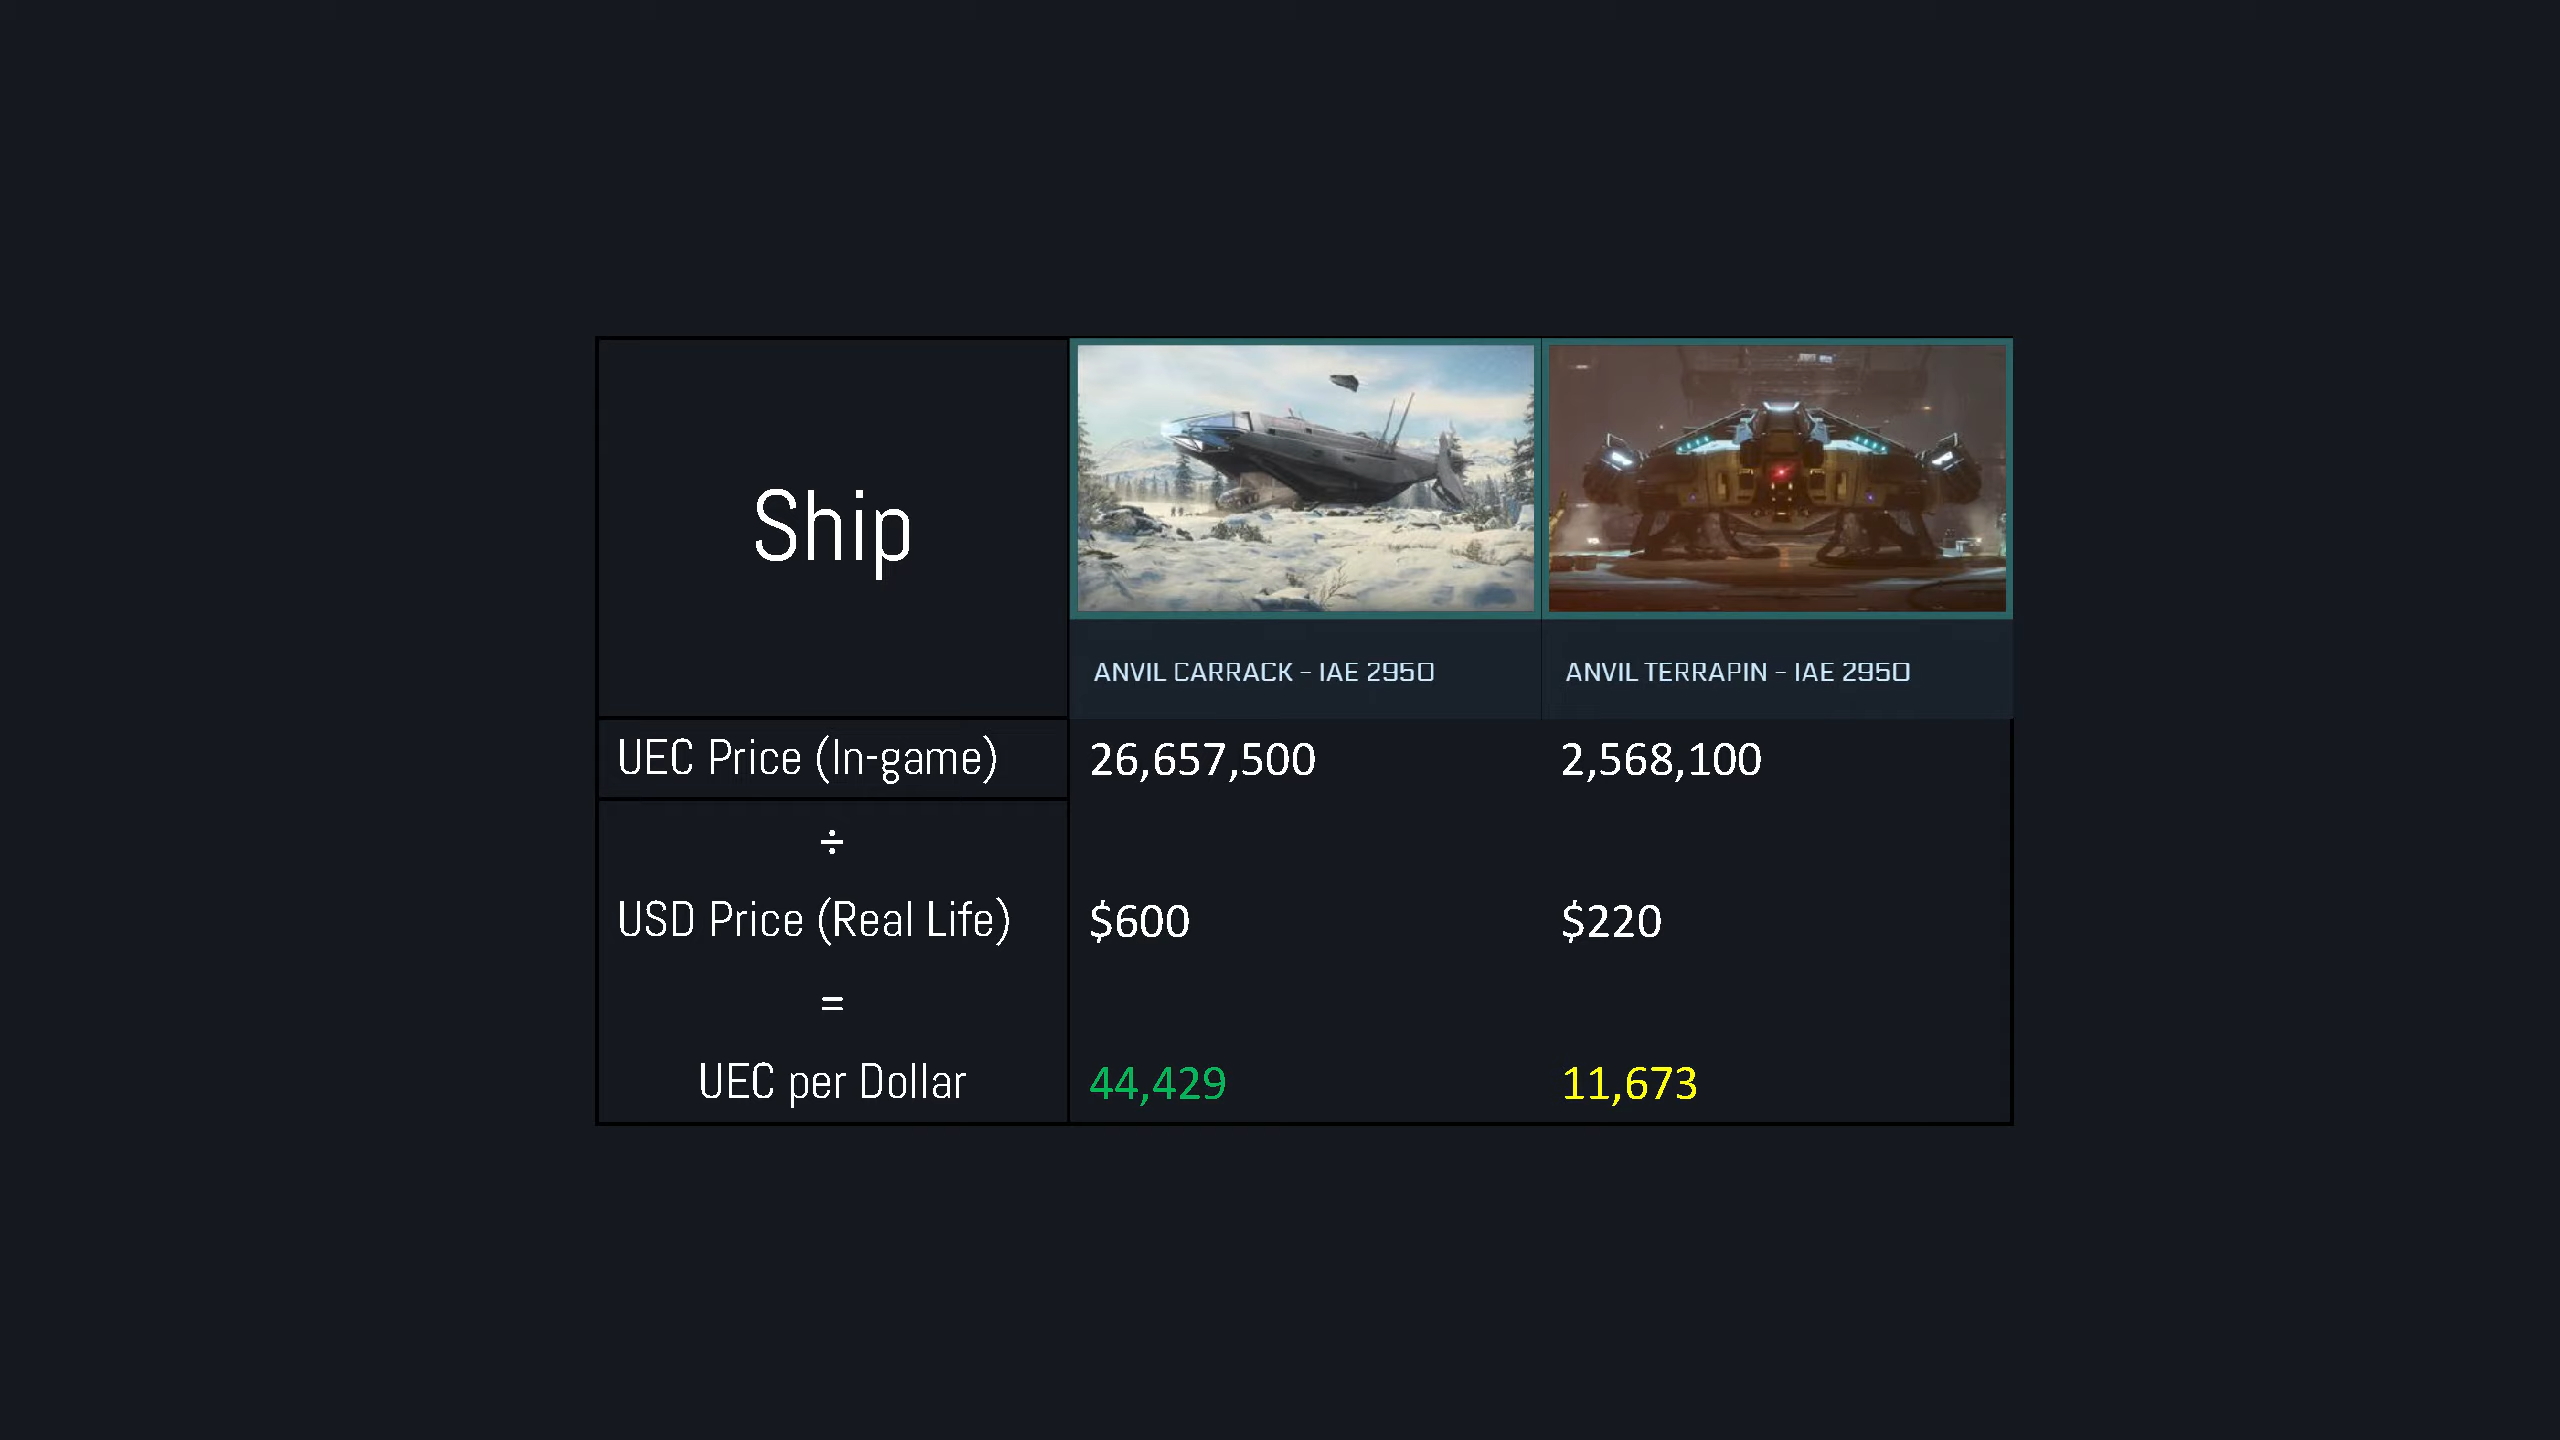 Ship
ANVIL CARRACK - IAE 2950
ANVIL TERRAPIN - IAE 2950
UEC Price (In-game)
26,657,500
2,568,100
÷
USD Price (Real Life)
$600
$220
=
UEC per Dollar
44,429
11,673